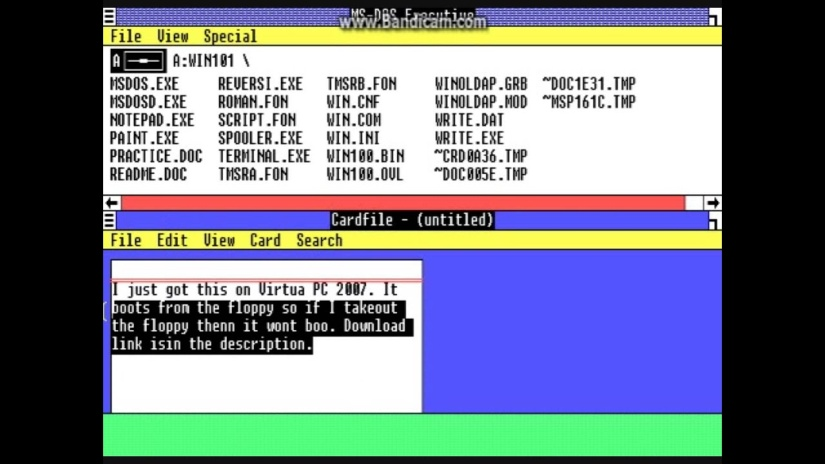 MS-DOS Executive
www.Bandicam.com
File View Special
A A:WIN101 \
MSDOS.EXE REVERSI.EXE TMSRB.FON WINOLDAP.GRB ~DOC1E31.TMP
MSDOSD.EXE ROMAN.FON WIN.CNF WINOLDAP.MOD ~MSP161C.TMP
NOTEPAD.EXE SCRIPT.FON WIN.COM WRITE.DAT
PAINT.EXE SPOOLER.EXE WIN.INI WRITE.EXE
PRACTICE.DOC TERMINAL.EXE WIN100.BIN ~CRD0A36.TMP
README.DOC TMSRA.FON WIN100.OVL ~DOC005E.TMP
Cardfile - (untitled)
File Edit View Card Search
I just got this on Virtua PC 2007. It
boots from the floppy so if I takeout
the floppy thenn it wont boo. Download
link isin the description.